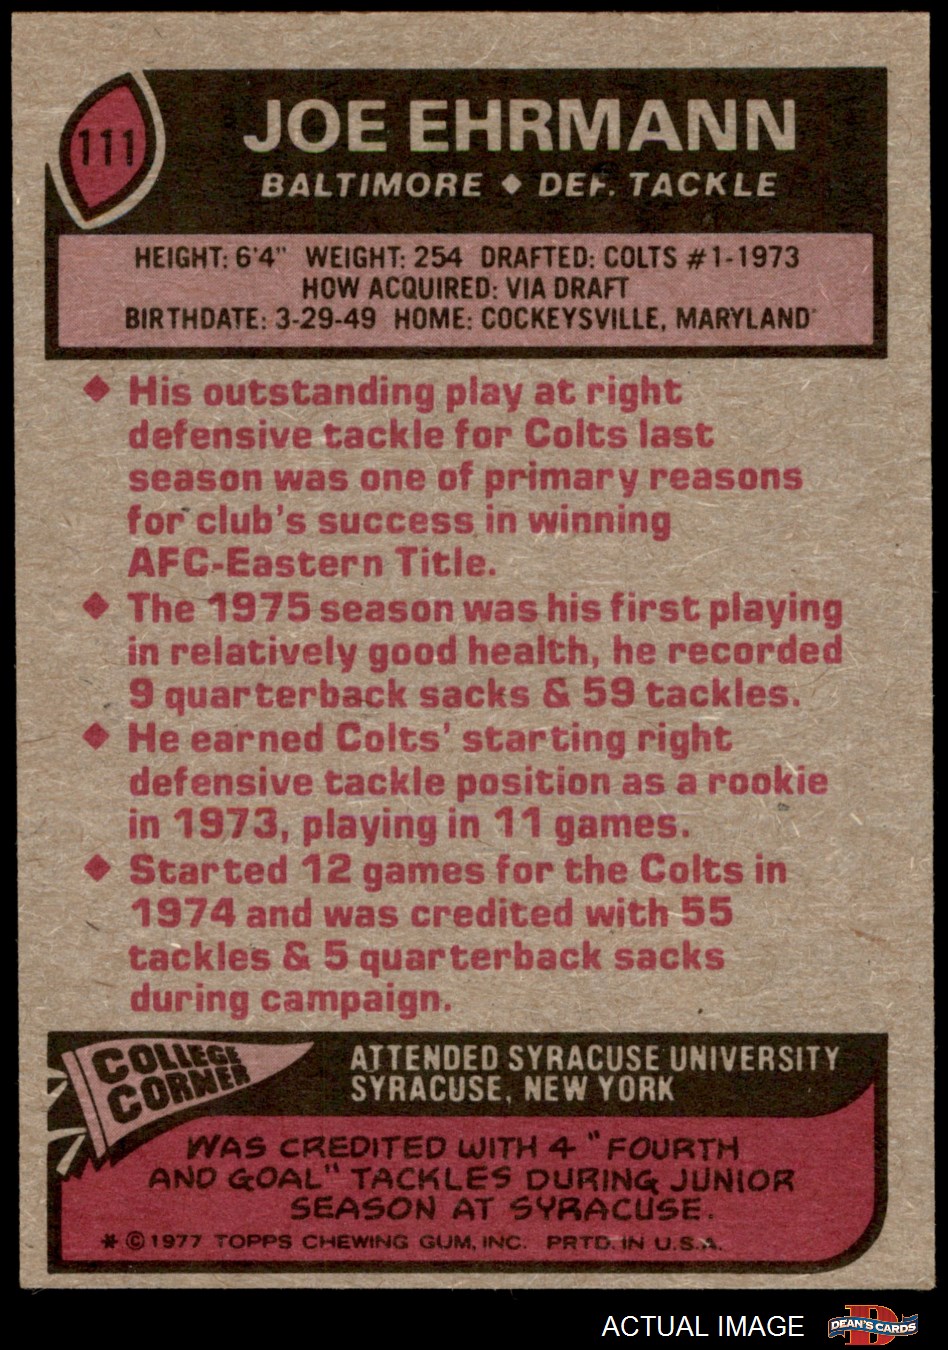 111
JOE EHRMANN
BALTIMORE ◆ DEF. TACKLE
HEIGHT: 6'4" WEIGHT: 254 DRAFTED: COLTS #1-1973
HOW ACQUIRED: VIA DRAFT
BIRTHDATE: 3-29-49 HOME: COCKEYSVILLE, MARYLAND
◆ His outstanding play at right
defensive tackle for Colts last
season was one of primary reasons
for club's success in winning
AFC-Eastern Title.
◆ The 1975 season was his first playing
in relatively good health, he recorded
9 quarterback sacks & 59 tackles.
◆ He earned Colts' starting right
defensive tackle position as a rookie
in 1973, playing in 11 games.
◆ Started 12 games for the Colts in
1974 and was credited with 55
tackles & 5 quarterback sacks
during campaign.
COLLEGE
CORNER
ATTENDED SYRACUSE UNIVERSITY
SYRACUSE, NEW YORK
WAS CREDITED WITH 4 "FOURTH
AND GOAL" TACKLES DURING JUNIOR
SEASON AT SYRACUSE.
* © 1977 TOPPS CHEWING GUM, INC. PRTD. IN U.S.A.
ACTUAL IMAGE
DEAN'S CARDS